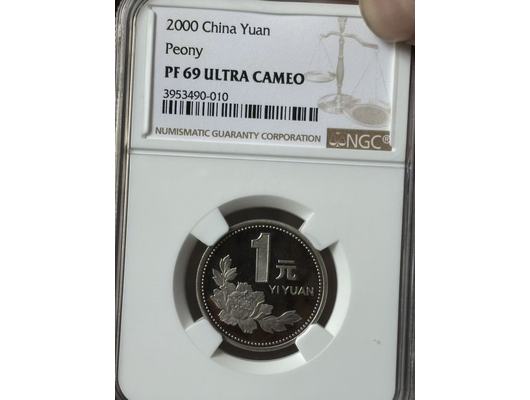 2000 China Yuan
Peony
PF 69 ULTRA CAMEO
3953490-010
NUMISMATIC GUARANTY CORPORATION NGC®
1元
YI YUAN